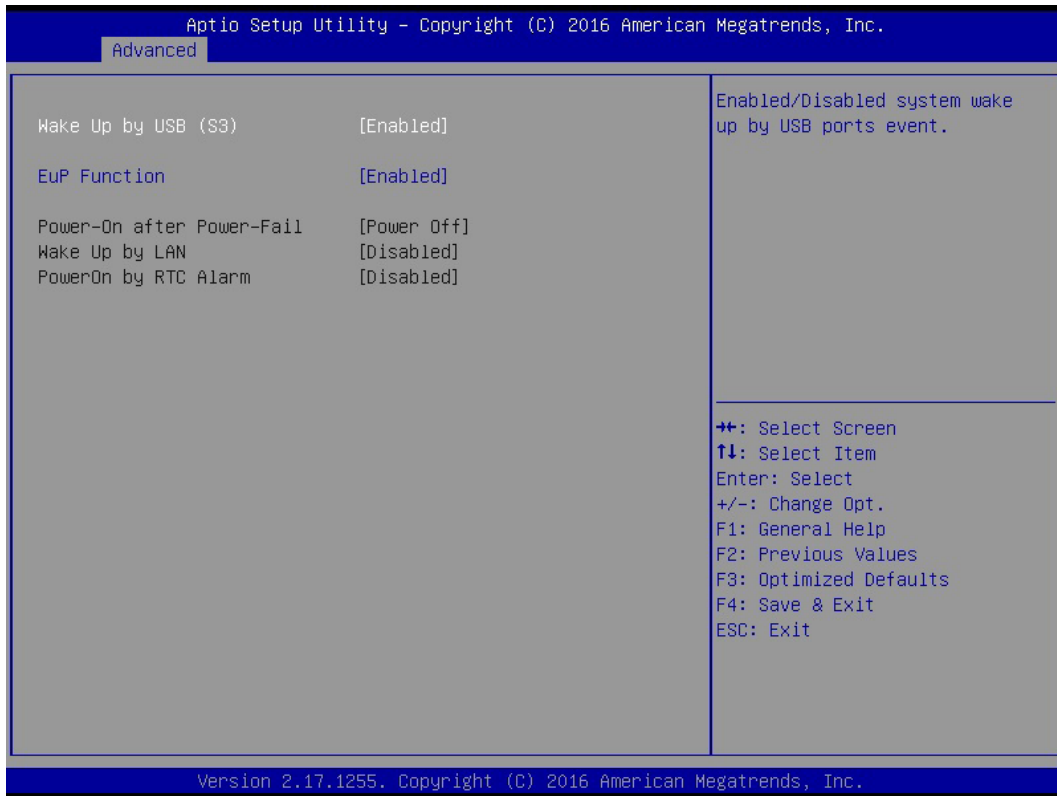 Aptio Setup Utility – Copyright (C) 2016 American Megatrends, Inc.
Advanced
Wake Up by USB (S3) [Enabled]
EuP Function [Enabled]
Power-On after Power-Fail [Power Off]
Wake Up by LAN [Disabled]
PowerOn by RTC Alarm [Disabled]
Enabled/Disabled system wake
up by USB ports event.
→←: Select Screen
↑↓: Select Item
Enter: Select
+/-: Change Opt.
F1: General Help
F2: Previous Values
F3: Optimized Defaults
F4: Save & Exit
ESC: Exit
Version 2.17.1255. Copyright (C) 2016 American Megatrends, Inc.